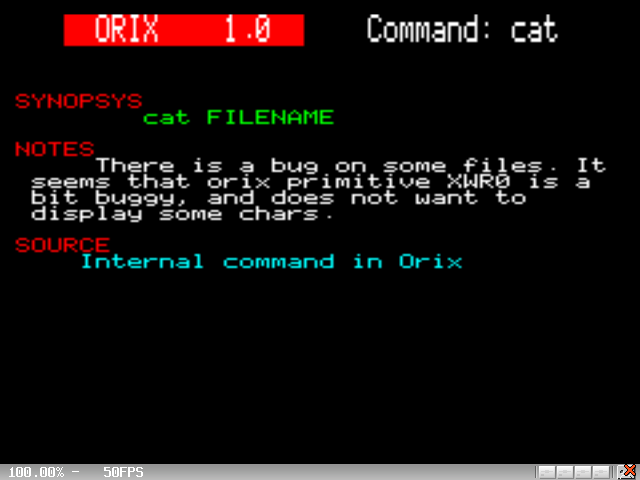 ORIX 1.0 Command: cat
SYNOPSYS
cat FILENAME
NOTES
There is a bug on some files. It
seems that orix primitive XWR0 is a
bit buggy, and does not want to
display some chars.
SOURCE
Internal command in Orix
100.00% - 50FPS